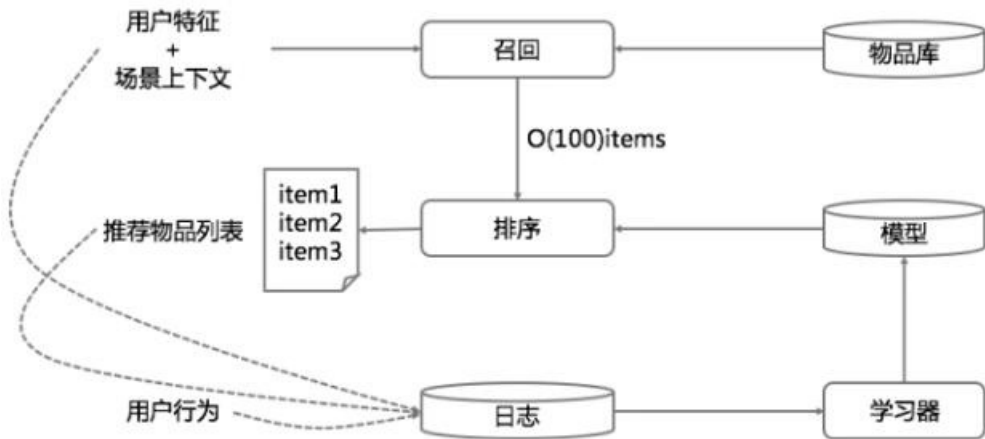 用户特征
+
场景上下文
召回
物品库
O(100)items
item1
item2
item3
推荐物品列表
排序
模型
用户行为
日志
学习器